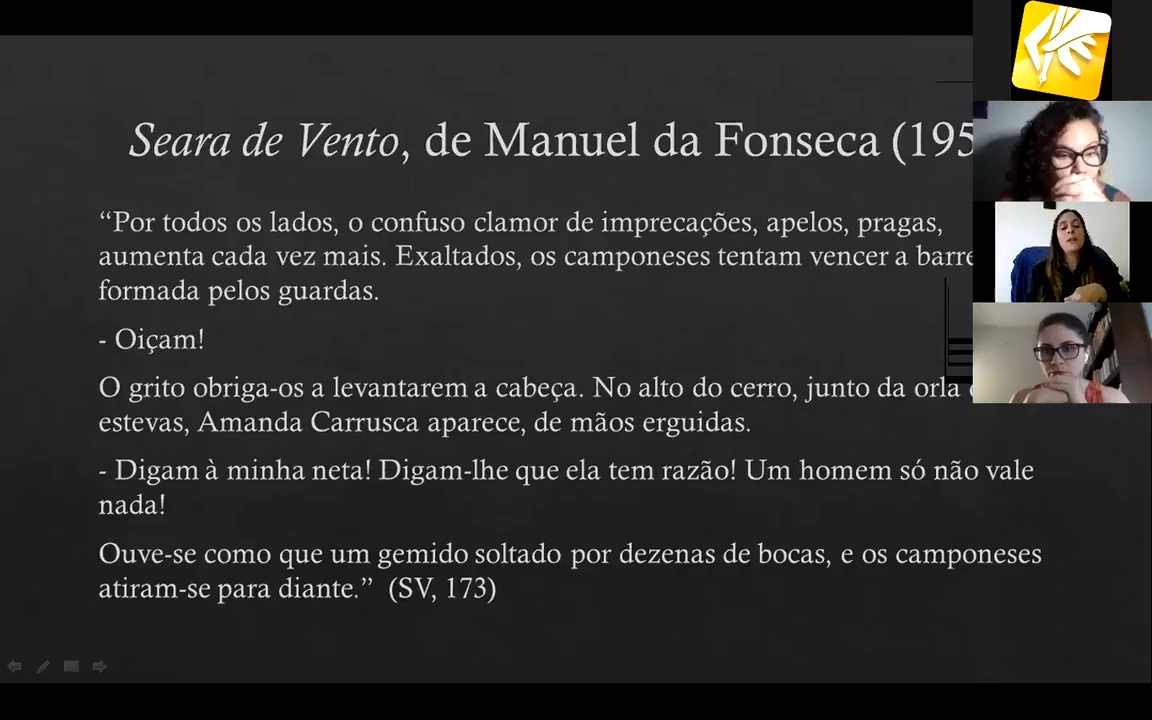 Seara de Vento, de Manuel da Fonseca (195
“Por todos os lados, o confuso clamor de imprecações, apelos, pragas,
aumenta cada vez mais. Exaltados, os camponeses tentam vencer a barre
formada pelos guardas.
- Oiçam!
O grito obriga-os a levantarem a cabeça. No alto do cerro, junto da orla
estevas, Amanda Carrusca aparece, de mãos erguidas.
- Digam à minha neta! Digam-lhe que ela tem razão! Um homem só não vale
nada!
Ouve-se como que um gemido soltado por dezenas de bocas, e os camponeses
atiram-se para diante.” (SV, 173)